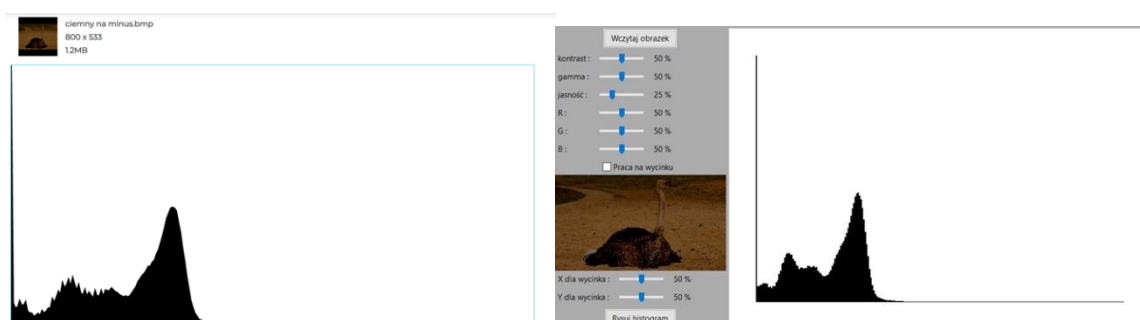 ciemny na minus.bmp
800 x 533
1.2MB
Wczytaj obrazek
kontrast : 50 %
gamma : 50 %
jasność : 25 %
R : 50 %
G : 50 %
B : 50 %
Praca na wycinku
X dla wycinka : 50 %
Y dla wycinka : 50 %
Rysuj histogram